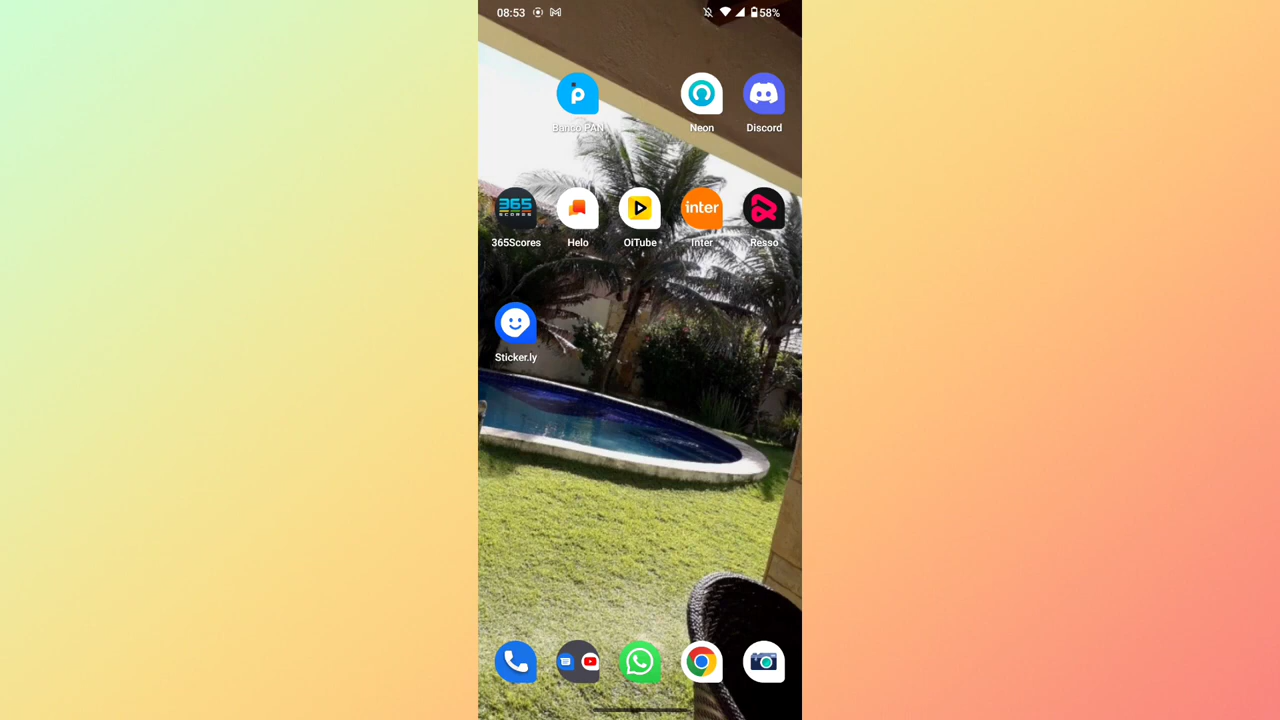 08:53 58%
Banco PAN Neon Discord
365 SCORES inter
365Scores Helo OiTube Inter Resso
Sticker.ly